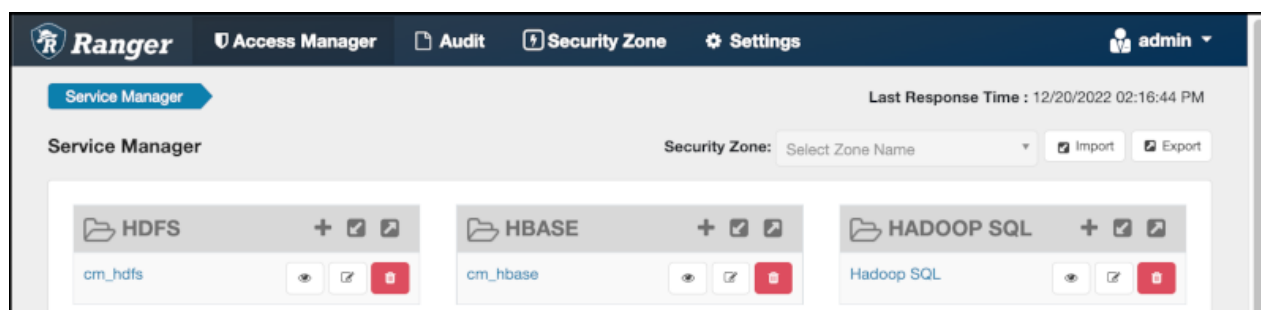 Ranger Access Manager Audit Security Zone Settings admin
Service Manager Last Response Time : 12/20/2022 02:16:44 PM
Service Manager Security Zone: Select Zone Name Import Export
HDFS HBASE HADOOP SQL
cm_hdfs cm_hbase Hadoop SQL